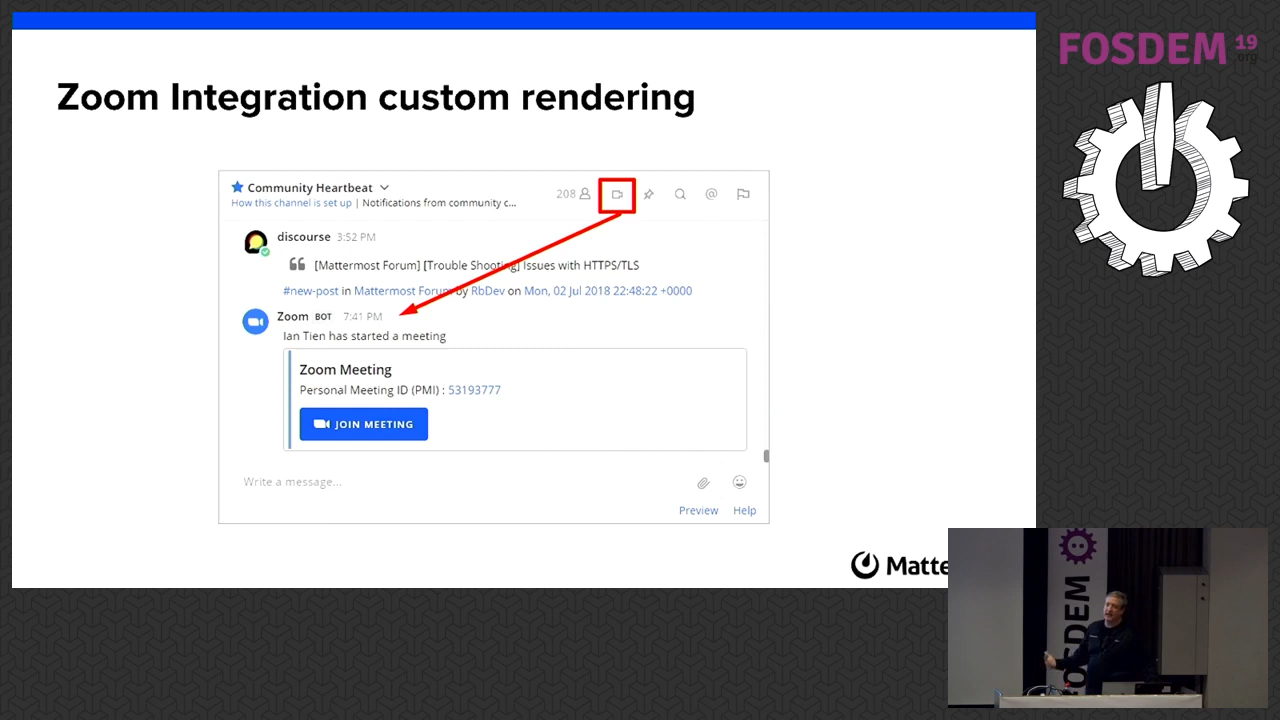 Zoom Integration custom rendering
Community Heartbeat
208
How this channel is set up | Notifications from community c...
discourse 3:52 PM
[Mattermost Forum] [Trouble Shooting] Issues with HTTPS/TLS
#new-post in Mattermost Forum by RbDev on Mon, 02 Jul 2018 22:48:22 +0000
Zoom BOT 7:41 PM
Ian Tien has started a meeting
Zoom Meeting
Personal Meeting ID (PMI) : 53193777
JOIN MEETING
Write a message...
Preview Help
Matte
FOSDEM 19
.org
FOSDEM